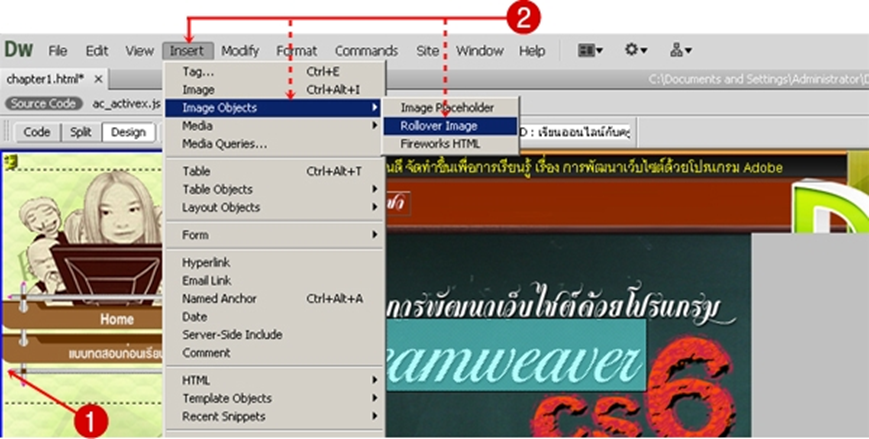 2
Dw File Edit View Insert Modify Format Commands Site Window Help
chapter1.html* × C:\Documents and Settings\Administrator\D
Source Code ac_activex.js
Code Split Design
Tag... Ctrl+E
Image Ctrl+Alt+I
Image Objects
Media
Media Queries...
Table Ctrl+Alt+T
Table Objects
Layout Objects
Form
Hyperlink
Email Link
Named Anchor Ctrl+Alt+A
Date
Server-Side Include
Comment
HTML
Template Objects
Recent Snippets
Image Placeholder
Rollover Image
Fireworks HTML
D : เรียนออนไลน์กับครู
นดี จัดทำขึ้นเพื่อการเรียนรู้ เรื่อง การพัฒนาเว็บไซต์ด้วยโปรแกรม Adobe
การพัฒนาเว็บไซต์ด้วยโปรแกรม
eamweaver
cs6
Home
แบบทดสอบก่อนเรียน
1